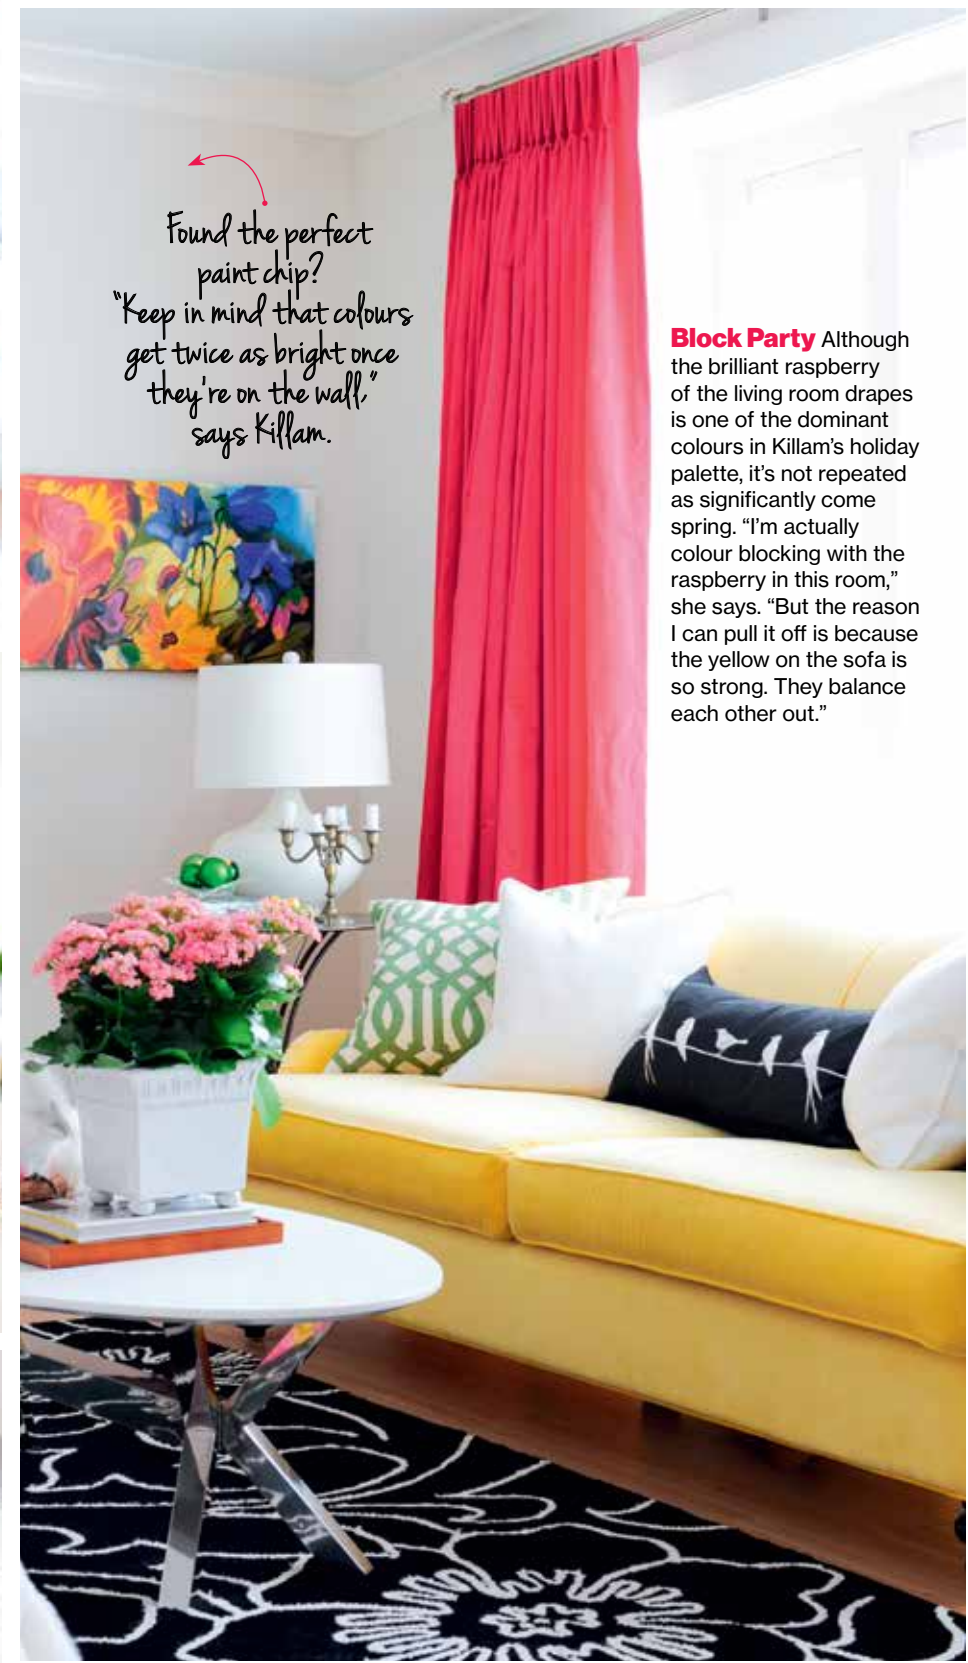 Found the perfect
paint chip?
"Keep in mind that colours
get twice as bright once
they're on the wall,"
says Killam.
Block Party Although
the brilliant raspberry
of the living room drapes
is one of the dominant
colours in Killam's holiday
palette, it's not repeated
as significantly come
spring. “I'm actually
colour blocking with the
raspberry in this room,”
she says. “But the reason
I can pull it off is because
the yellow on the sofa is
so strong. They balance
each other out.”